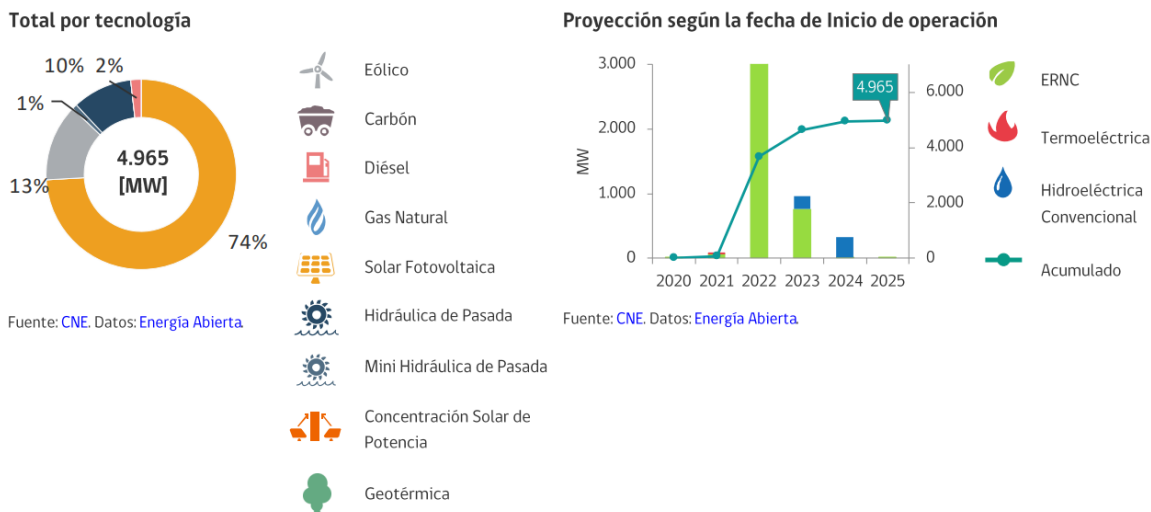 Total por tecnología
10% 2%
1%
4.965
[MW]
13%
74%
Fuente: CNE. Datos: Energía Abierta.
Eólico
Carbón
Diésel
Gas Natural
Solar Fotovoltaica
Hidráulica de Pasada
Mini Hidráulica de Pasada
Concentración Solar de
Potencia
Geotérmica
Proyección según la fecha de Inicio de operación
3.000
2.000
1.000
0
MW
4.965
6.000
4.000
2.000
0
2020 2021 2022 2023 2024 2025
Fuente: CNE. Datos: Energía Abierta.
ERNC
Termoeléctrica
Hidroeléctrica
Convencional
Acumulado